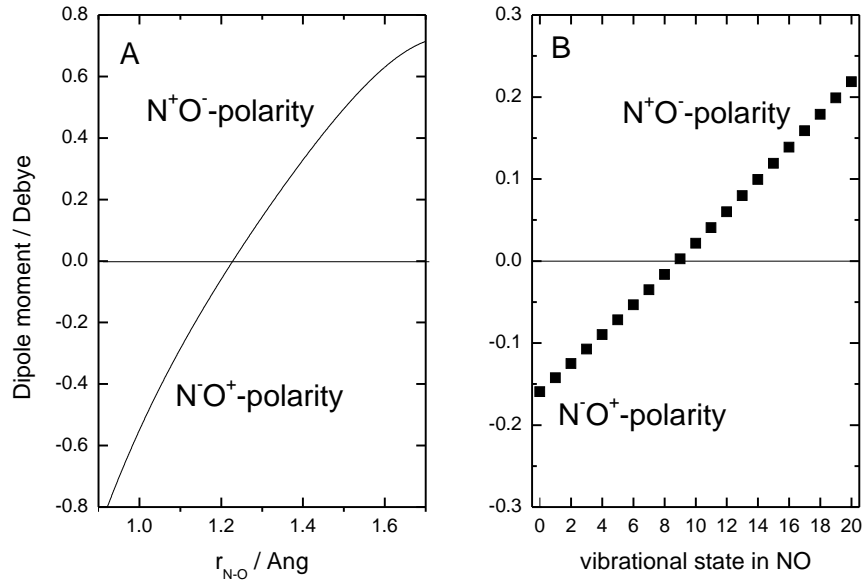 A
B
N⁺O⁻-polarity
N⁺O⁻-polarity
N⁻O⁺-polarity
N⁻O⁺-polarity
Dipole moment / Debye
0.8
0.6
0.4
0.2
0.0
-0.2
-0.4
-0.6
-0.8
1.0 1.2 1.4 1.6
r_N-O / Ang
0.3
0.2
0.1
0.0
-0.1
-0.2
-0.3
0 2 4 6 8 10 12 14 16 18 20
vibrational state in NO